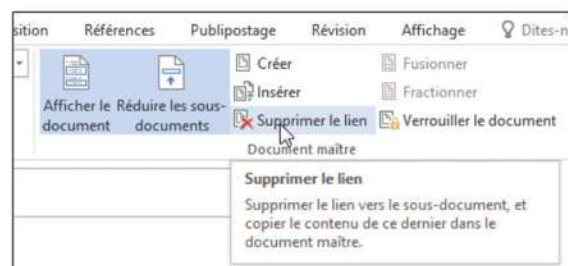 sition Références Publipostage Révision Affichage Dites-n
Créer Fusionner
Insérer Fractionner
Afficher le Réduire les sous- Supprimer le lien Verrouiller le document
document documents
Document maître
Supprimer le lien
Supprimer le lien vers le sous-document, et
copier le contenu de ce dernier dans le
document maître.